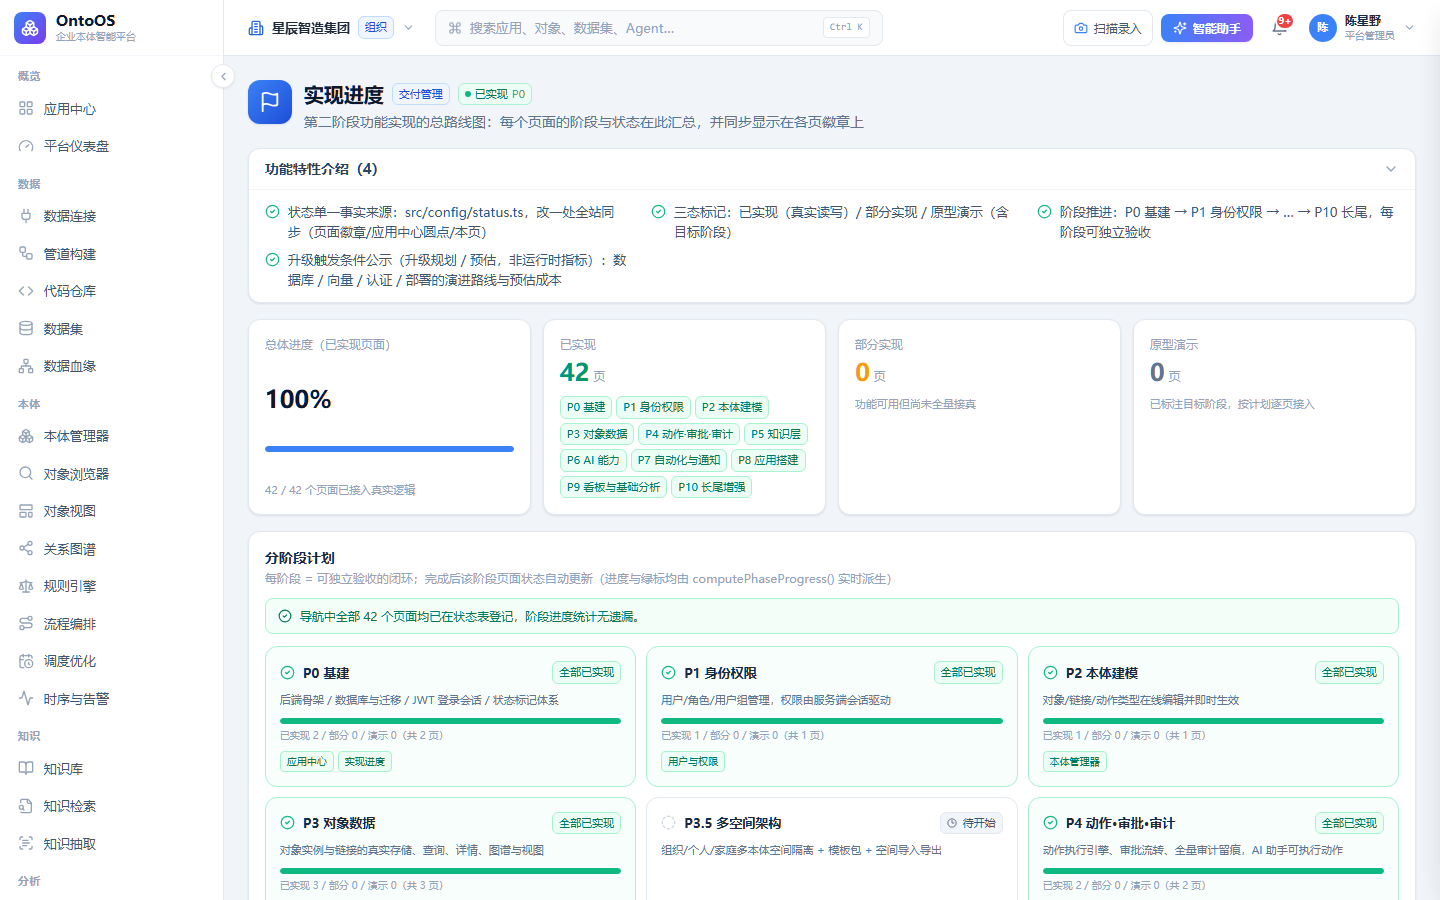 OntoOS
企业本体智能平台
星辰智造集团 组织
搜索应用、对象、数据集、Agent...
Ctrl K
扫描录入
智能助手
9+
陈
陈星野
平台管理员
概览
应用中心
平台仪表盘
数据
数据连接
管道构建
代码仓库
数据集
数据血缘
本体
本体管理器
对象浏览器
对象视图
关系图谱
规则引擎
流程编排
调度优化
时序与告警
知识
知识库
知识检索
知识抽取
分析
实现进度 交付管理 已实现 P0
第二阶段功能实现的总路线图：每个页面的阶段与状态在此汇总，并同步显示在各页徽章上
功能特性介绍（4）
状态单一事实来源：src/config/status.ts，改一处全站同
步（页面徽章/应用中心圆点/本页）
三态标记：已实现（真实读写）/ 部分实现 / 原型演示（含
目标阶段）
阶段推进：P0 基建 → P1 身份权限 → ... → P10 长尾，每
阶段可独立验收
升级触发条件公示（升级规划 / 预估，非运行时指标）：数
据库 / 向量 / 认证 / 部署的演进路线与预估成本
总体进度（已实现页面）
100%
42 / 42 个页面已接入真实逻辑
已实现
42 页
P0 基建 P1 身份权限 P2 本体建模
P3 对象数据 P4 动作·审批·审计 P5 知识层
P6 AI 能力 P7 自动化与通知 P8 应用搭建
P9 看板与基础分析 P10 长尾增强
部分实现
0 页
功能可用但尚未全量接真
原型演示
0 页
已标注目标阶段，按计划逐页接入
分阶段计划
每阶段 = 可独立验收的闭环；完成后该阶段页面状态自动更新（进度与绿标均由 computePhaseProgress() 实时派生）
导航中全部 42 个页面均已在状态表登记，阶段进度统计无遗漏。
P0 基建 全部已实现
后端骨架 / 数据库与迁移 / JWT 登录会话 / 状态标记体系
已实现 2 / 部分 0 / 演示 0（共 2 页）
应用中心 实现进度
P1 身份权限 全部已实现
用户/角色/用户组管理，权限由服务端会话驱动
已实现 1 / 部分 0 / 演示 0（共 1 页）
用户与权限
P2 本体建模 全部已实现
对象/链接/动作类型在线编辑并即时生效
已实现 1 / 部分 0 / 演示 0（共 1 页）
本体管理器
P3 对象数据 全部已实现
对象实例与链接的真实存储、查询、详情、图谱与视图
已实现 3 / 部分 0 / 演示 0（共 3 页）
P3.5 多空间架构 待开始
组织/个人/家庭多本体空间隔离 + 模板包 + 空间导入导出
P4 动作·审批·审计 全部已实现
动作执行引擎、审批流转、全量审计留痕，AI 助手可执行动作
已实现 2 / 部分 0 / 演示 0（共 2 页）